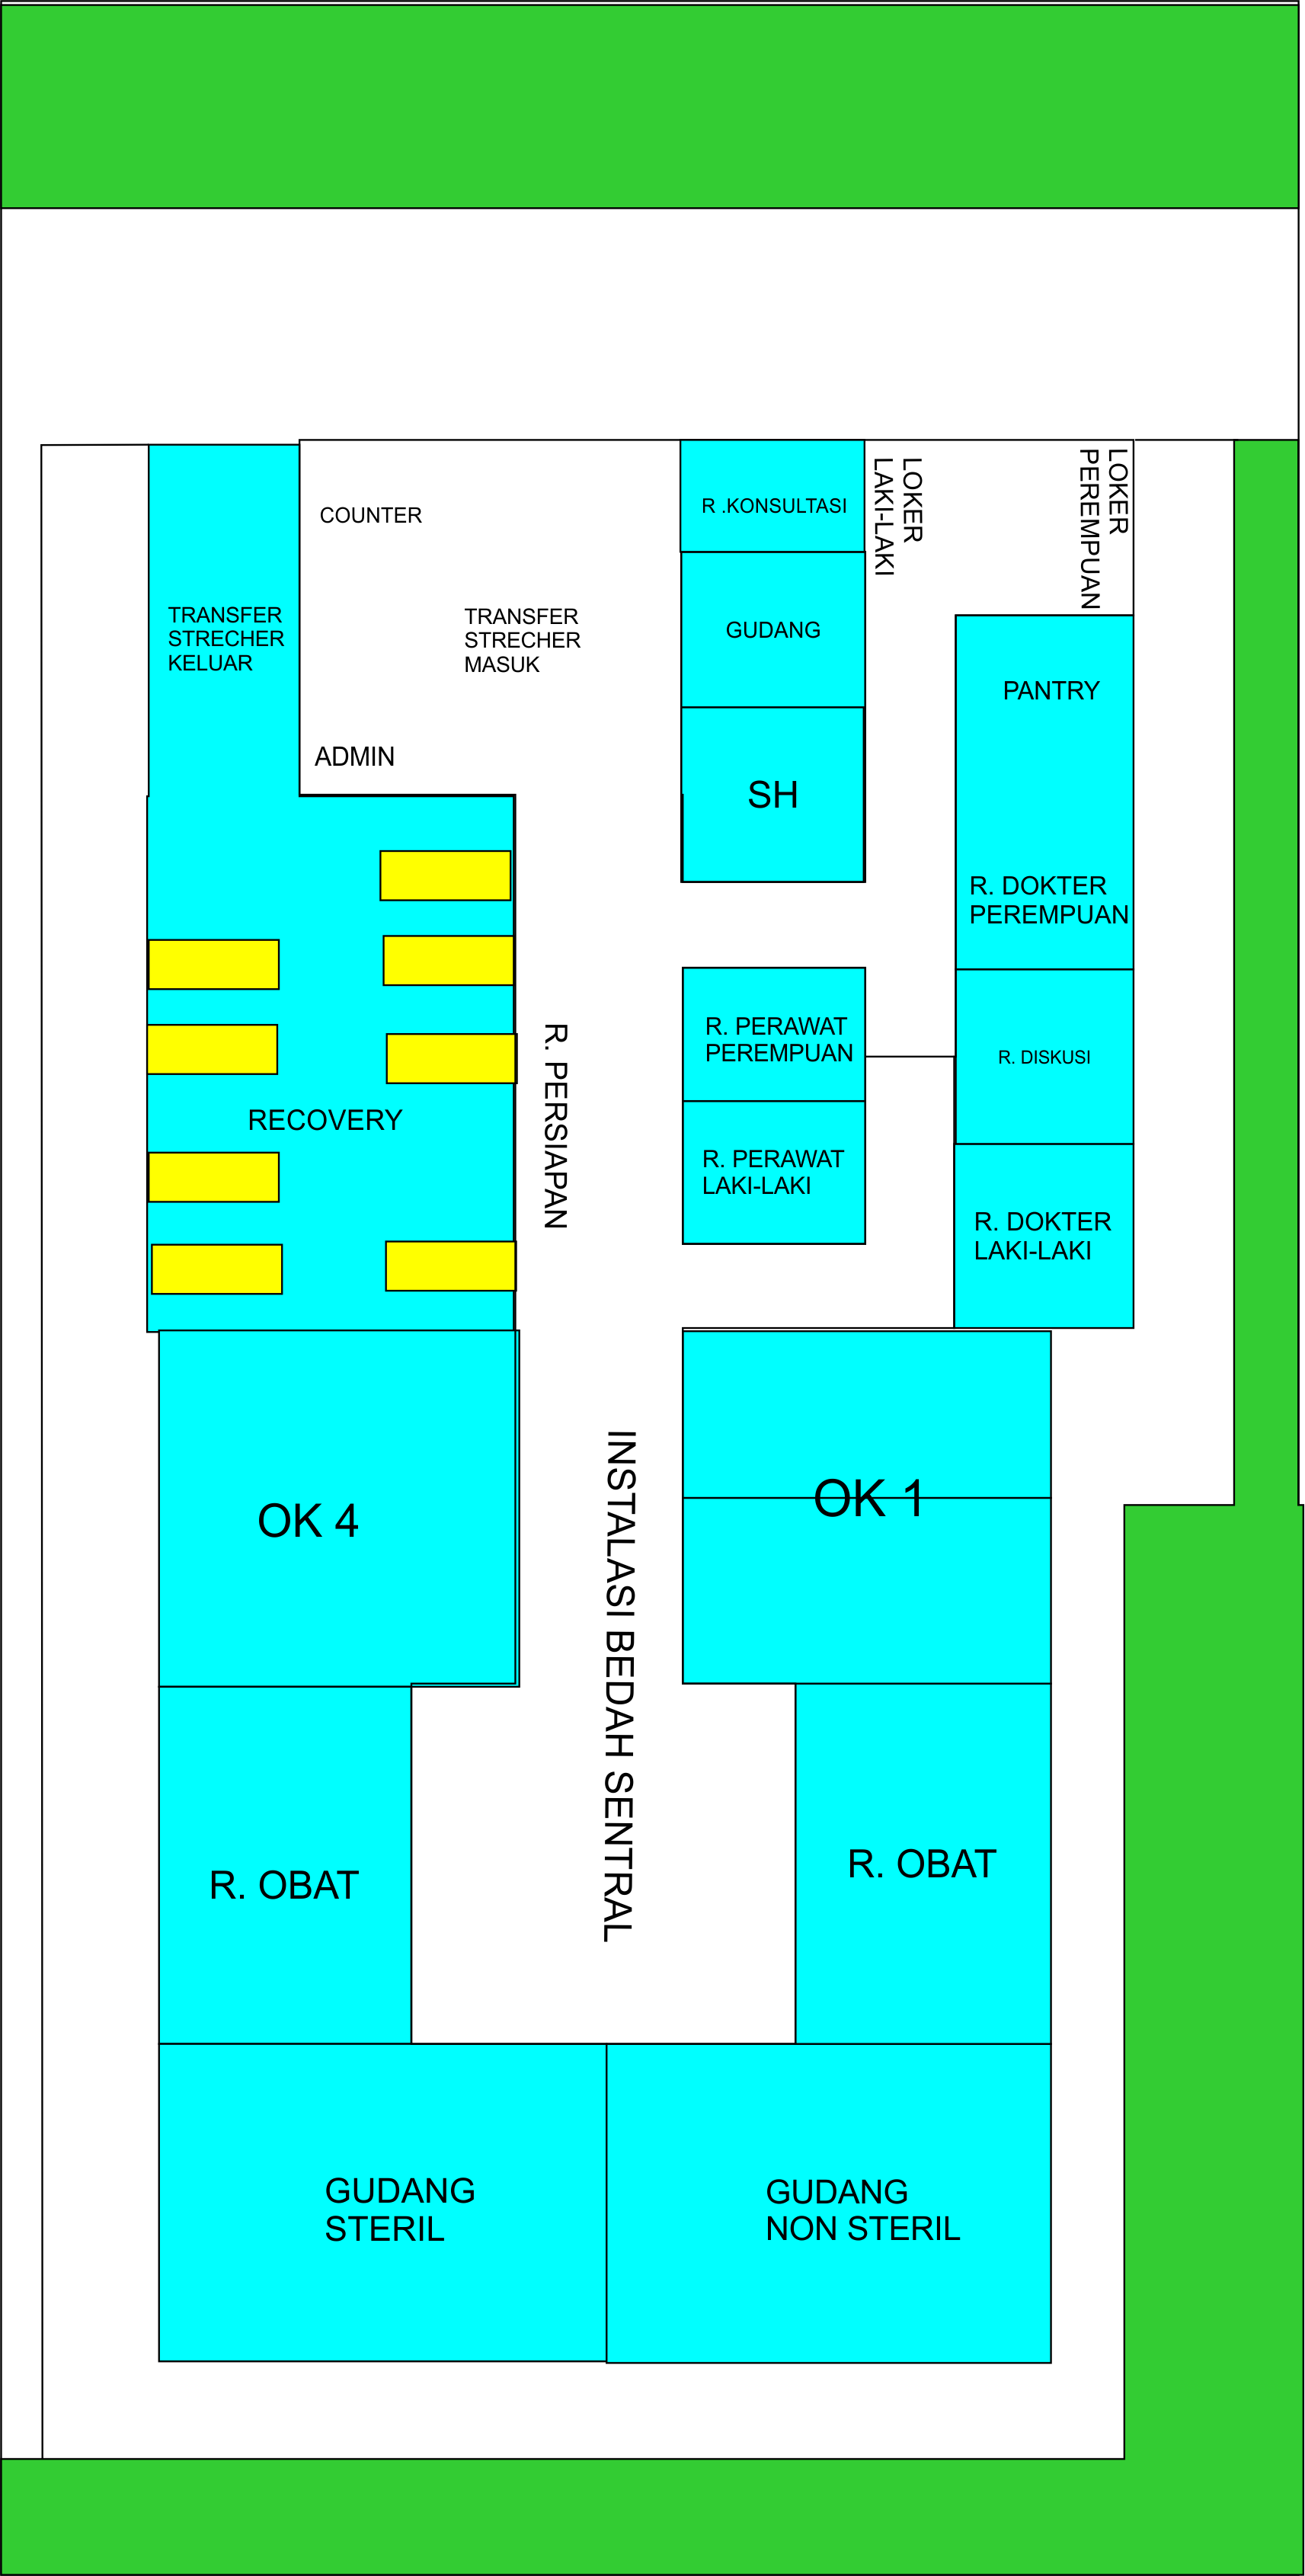 COUNTER
R .KONSULTASI
LOKER
LAKI-LAKI
LOKER
PEREMPUAN
TRANSFER
STRECHER
KELUAR
TRANSFER
STRECHER
MASUK
GUDANG
PANTRY
ADMIN
SH
R. DOKTER
PEREMPUAN
R. PERAWAT
PEREMPUAN
R. DISKUSI
RECOVERY
R. PERSIAPAN
R. PERAWAT
LAKI-LAKI
R. DOKTER
LAKI-LAKI
OK 4
INSTALASI BEDAH SENTRAL
OK 1
R. OBAT
R. OBAT
GUDANG
STERIL
GUDANG
NON STERIL